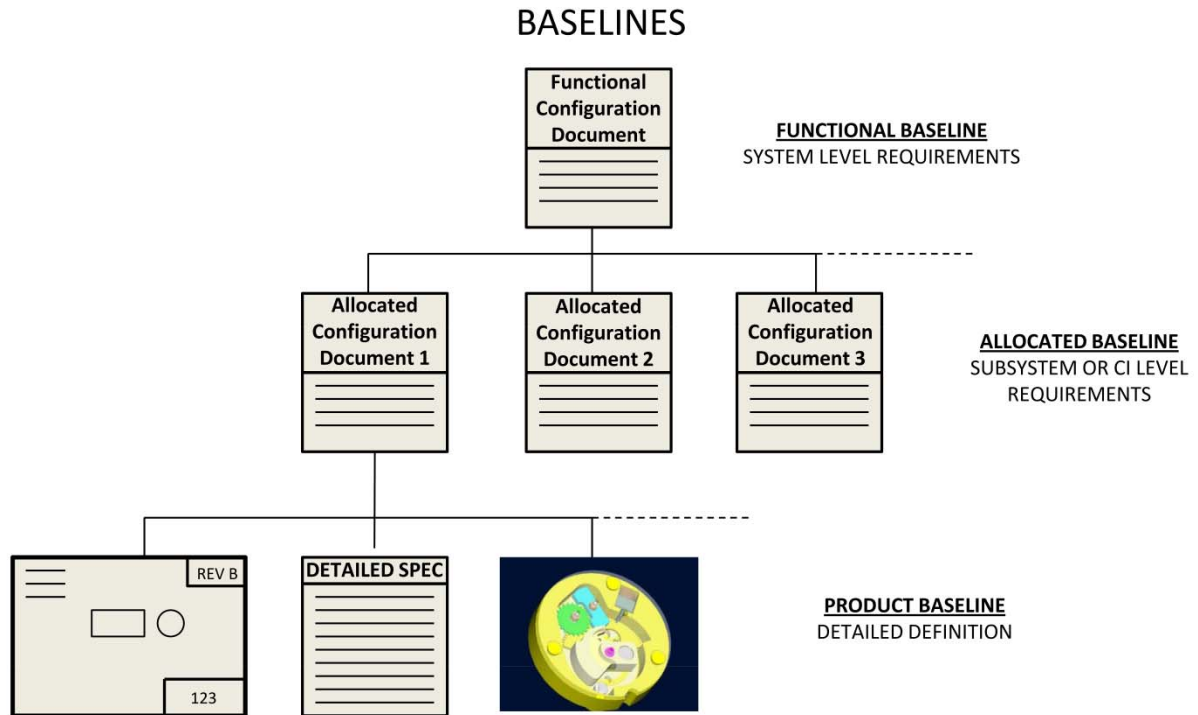 BASELINES
Functional
Configuration
Document
FUNCTIONAL BASELINE
SYSTEM LEVEL REQUIREMENTS
Allocated
Configuration
Document 1
Allocated
Configuration
Document 2
Allocated
Configuration
Document 3
ALLOCATED BASELINE
SUBSYSTEM OR CI LEVEL
REQUIREMENTS
REV B
123
DETAILED SPEC
PRODUCT BASELINE
DETAILED DEFINITION